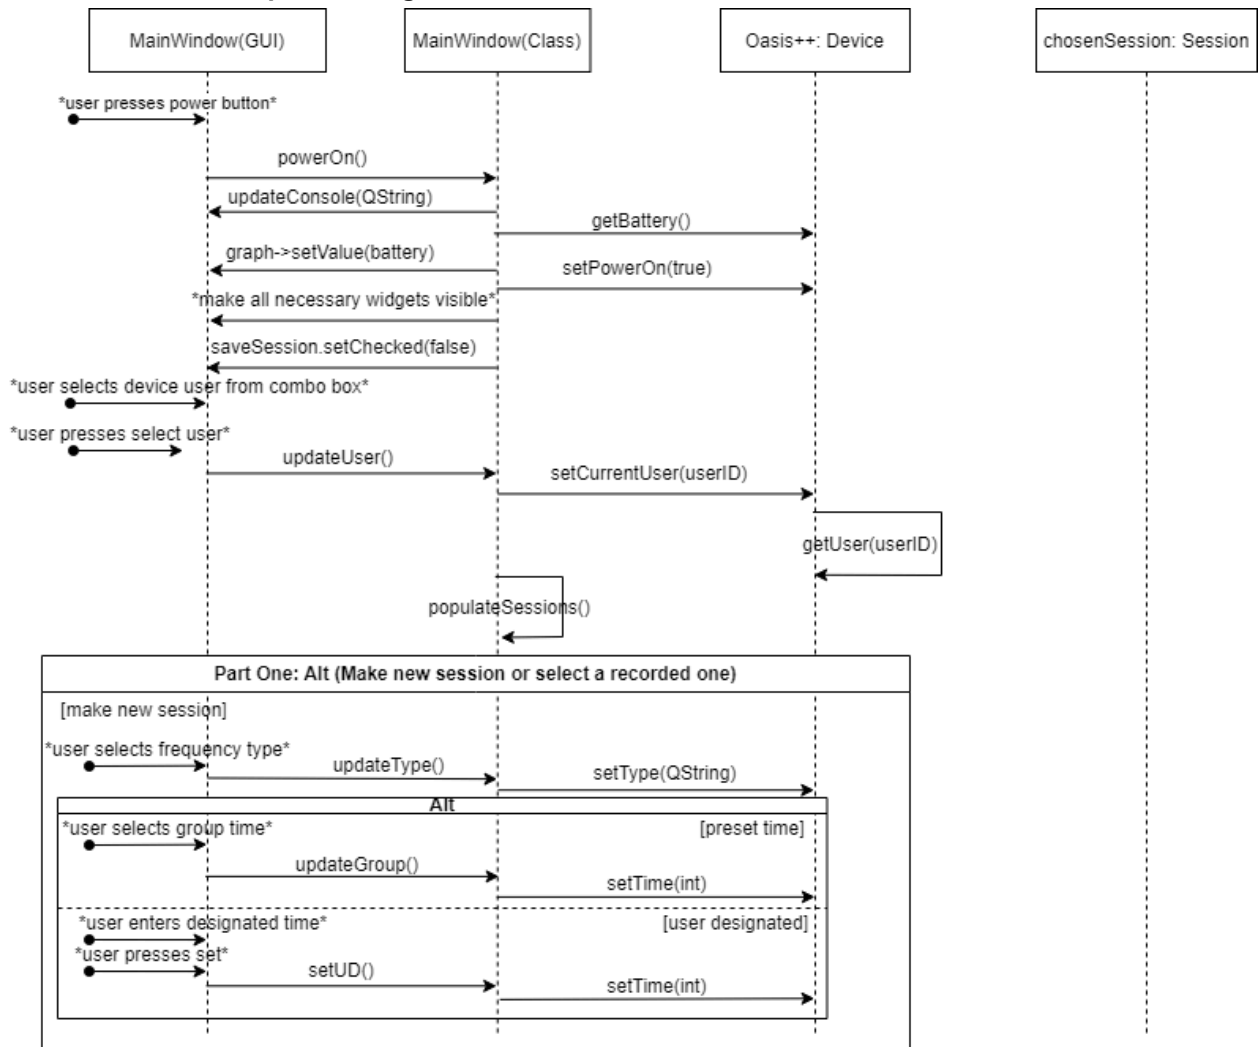 MainWindow(GUI)
MainWindow(Class)
Oasis++: Device
chosenSession: Session
*user presses power button*
powerOn()
updateConsole(QString)
getBattery()
graph->setValue(battery)
setPowerOn(true)
*make all necessary widgets visible*
saveSession.setChecked(false)
*user selects device user from combo box*
*user presses select user*
updateUser()
setCurrentUser(userID)
getUser(userID)
populateSessions()
Part One: Alt (Make new session or select a recorded one)
[make new session]
*user selects frequency type*
updateType()
setType(QString)
Alt
*user selects group time*
[preset time]
updateGroup()
setTime(int)
*user enters designated time*
[user designated]
*user presses set*
setUD()
setTime(int)